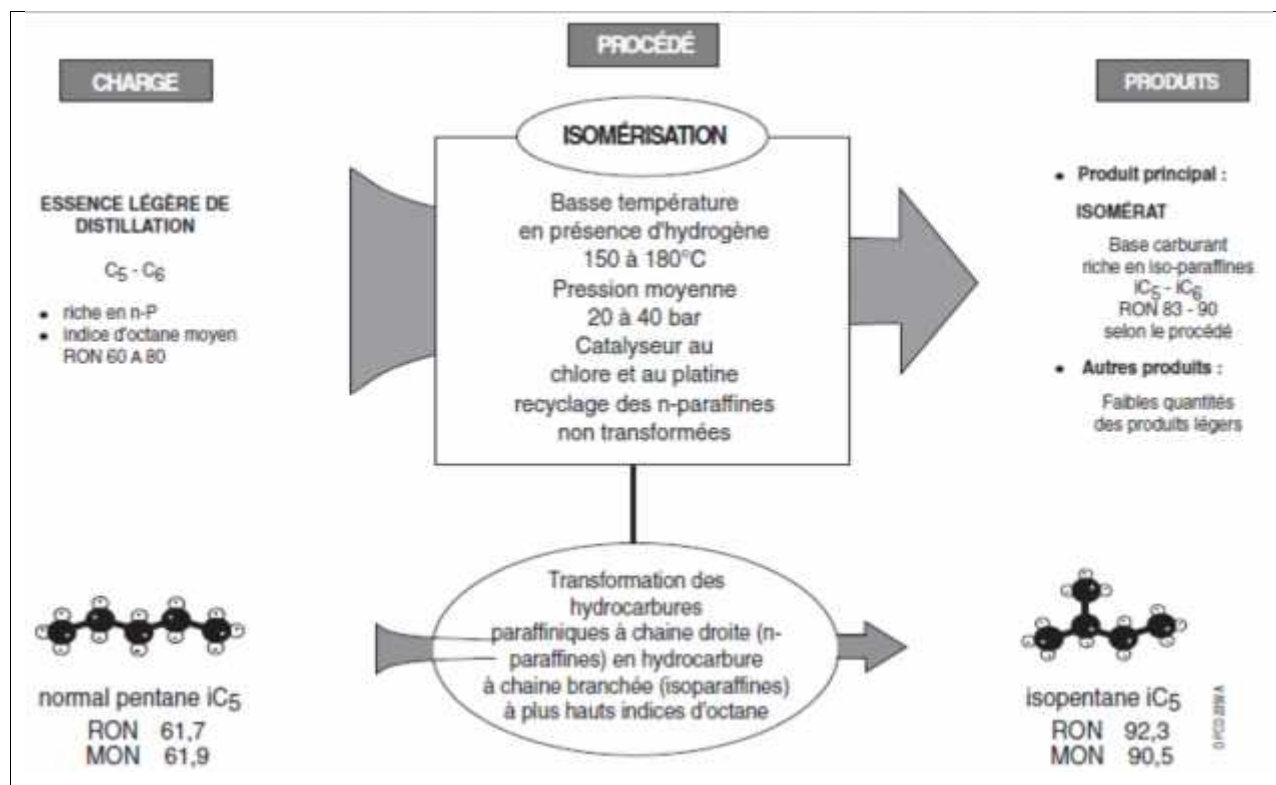 PROCÉDÉ
CHARGE
PRODUITS
ISOMÉRISATION
ESSENCE LÉGÈRE DE
DISTILLATION
C5 - C6
• riche en n-P
• indice d'octane moyen
RON 60 A 80
Basse température
en présence d'hydrogène
150 à 180°C
Pression moyenne
20 à 40 bar
Catalyseur au
chlore et au platine
recyclage des n-paraffines
non transformées
• Produit principal :
ISOMÉRAT
Base carburant
riche en iso-paraffines
iC5 - iC6
RON 83 - 90
selon le procédé
• Autres produits :
Faibles quantités
des produits légers
normal pentane iC5
RON 61,7
MON 61,9
Transformation des
hydrocarbures
paraffiniques à chaine droite (n-
paraffines) en hydrocarbure
à chaine branchée (isoparaffines)
à plus hauts indices d'octane
isopentane iC5
RON 92,3
MON 90,5